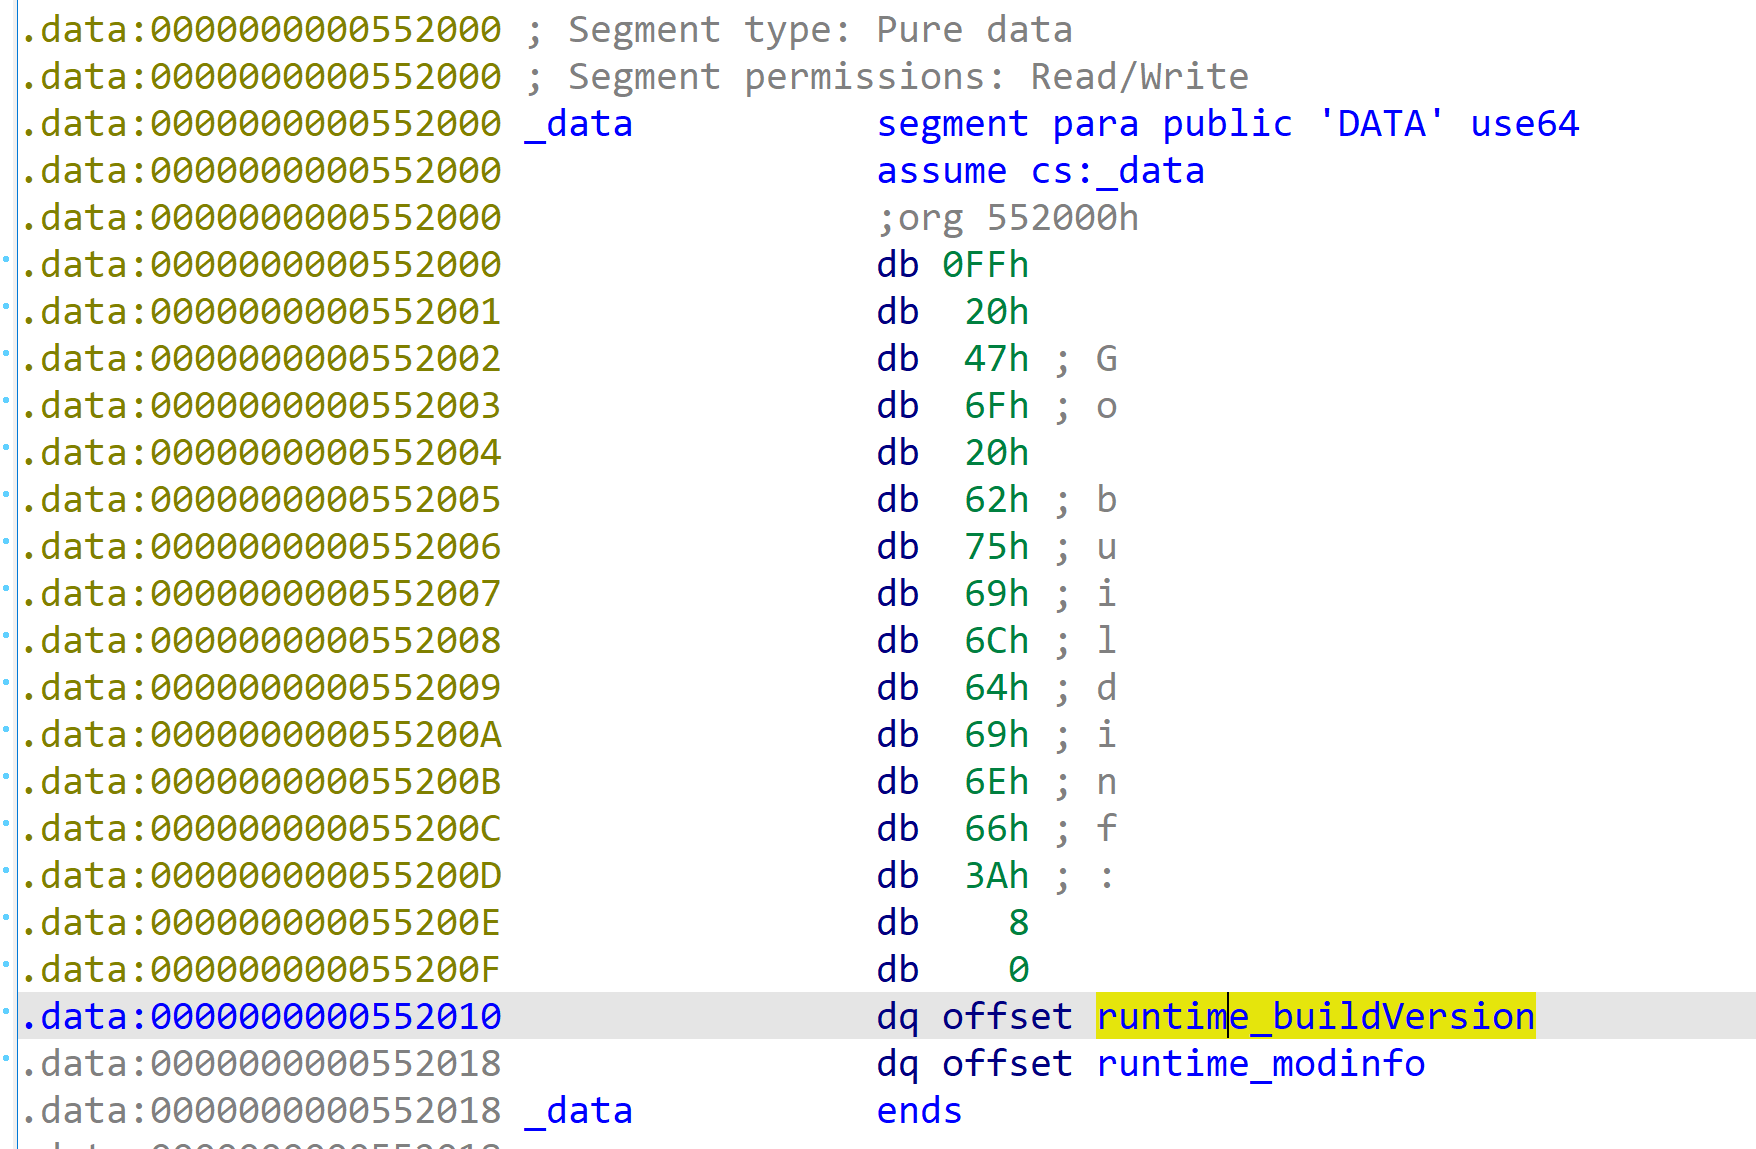 .data:0000000000552000 ; Segment type: Pure data
.data:0000000000552000 ; Segment permissions: Read/Write
.data:0000000000552000 _data segment para public 'DATA' use64
.data:0000000000552000 assume cs:_data
.data:0000000000552000 ;org 552000h
.data:0000000000552000 db 0FFh
.data:0000000000552001 db 20h
.data:0000000000552002 db 47h ; G
.data:0000000000552003 db 6Fh ; o
.data:0000000000552004 db 20h
.data:0000000000552005 db 62h ; b
.data:0000000000552006 db 75h ; u
.data:0000000000552007 db 69h ; i
.data:0000000000552008 db 6Ch ; l
.data:0000000000552009 db 64h ; d
.data:000000000055200A db 69h ; i
.data:000000000055200B db 6Eh ; n
.data:000000000055200C db 66h ; f
.data:000000000055200D db 3Ah ; :
.data:000000000055200E db 8
.data:000000000055200F db 0
.data:0000000000552010 dq offset runtime_buildVersion
.data:0000000000552018 dq offset runtime_modinfo
.data:0000000000552018 _data ends